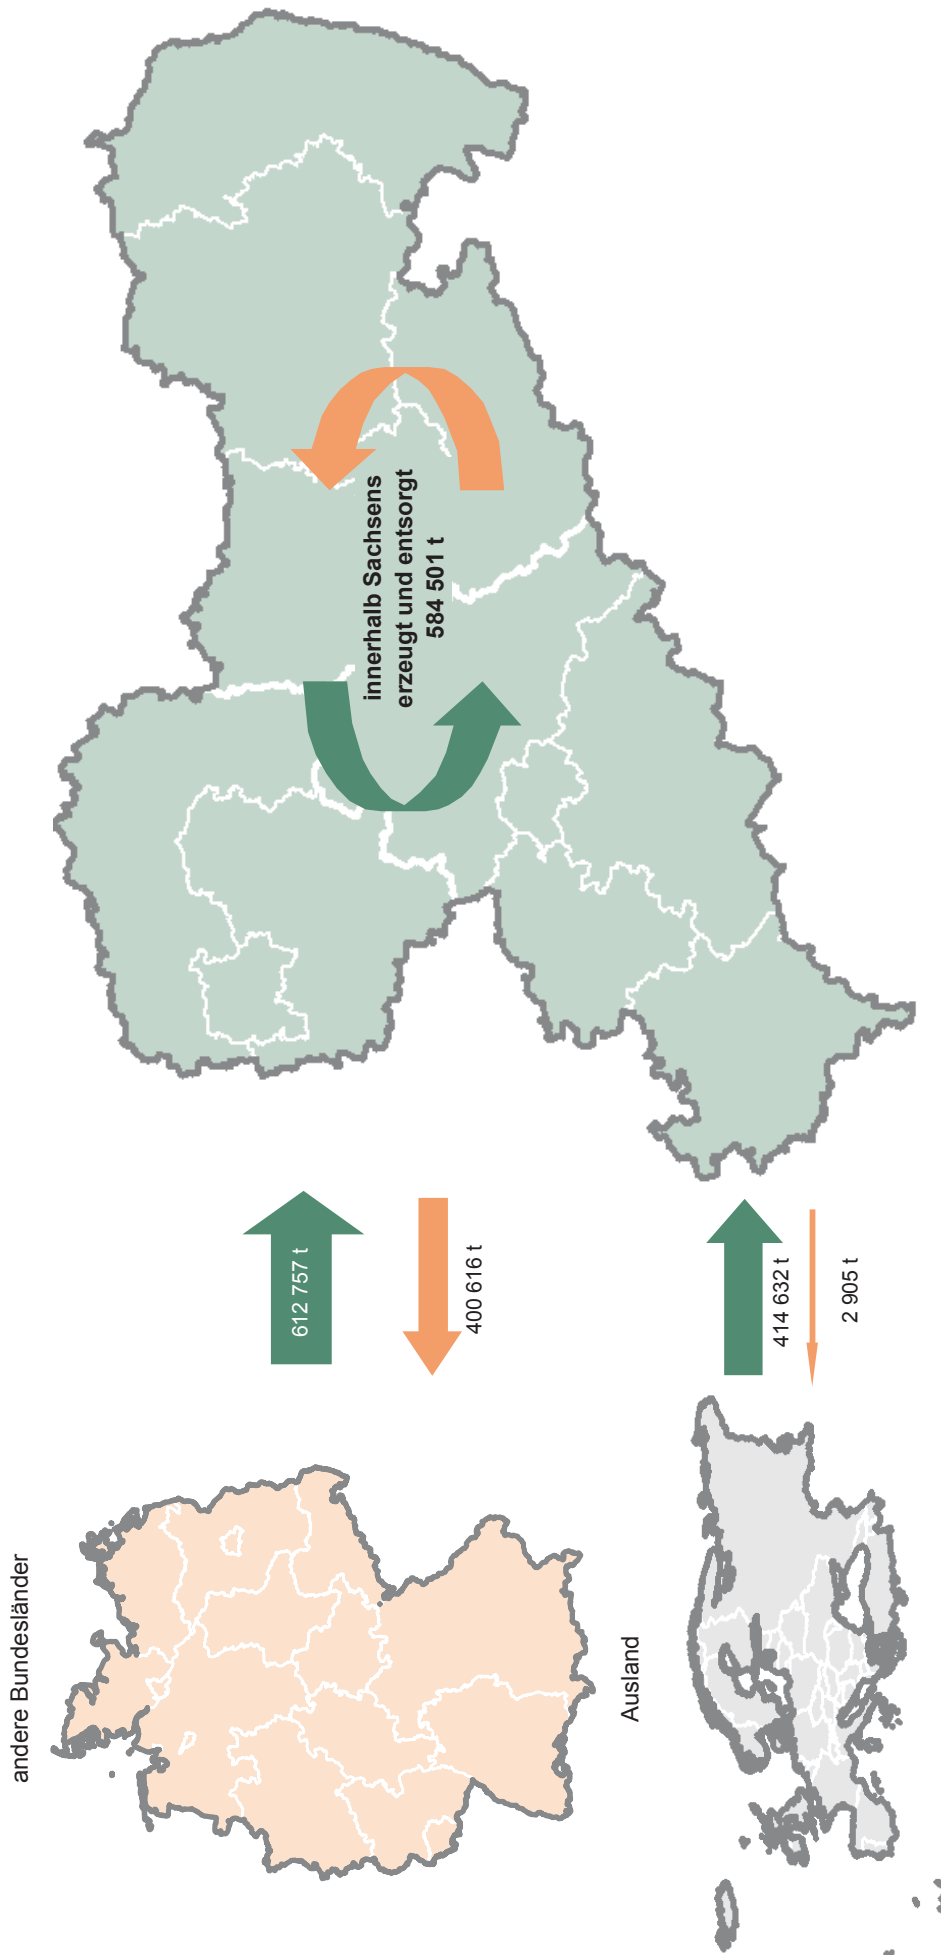 andere Bundesländer
612 757 t
400 616 t
innerhalb Sachsens
erzeugt und entsorgt
584 501 t
Ausland
414 632 t
2 905 t